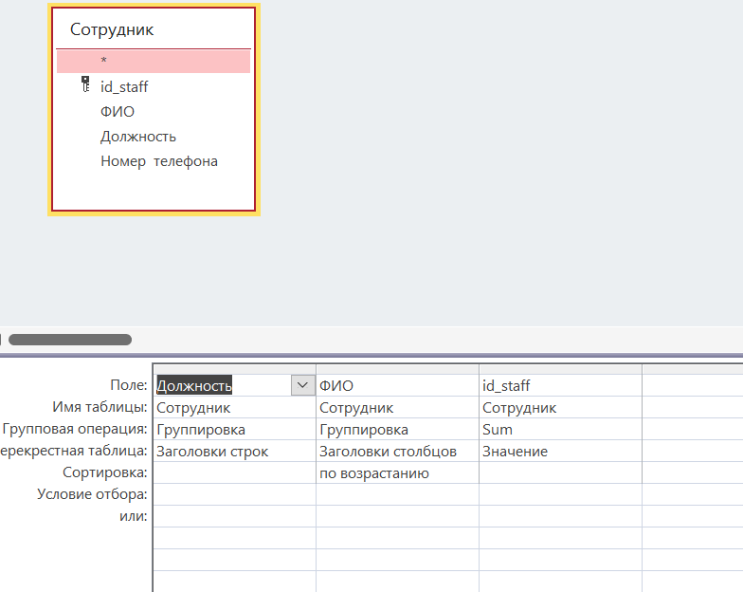 Сотрудник
*
id_staff
ФИО
Должность
Номер телефона
Поле: Должность ФИО id_staff
Имя таблицы: Сотрудник Сотрудник Сотрудник
Групповая операция: Группировка Группировка Sum
ерекрестная таблица: Заголовки строк Заголовки столбцов Значение
Сортировка: по возрастанию
Условие отбора:
или: